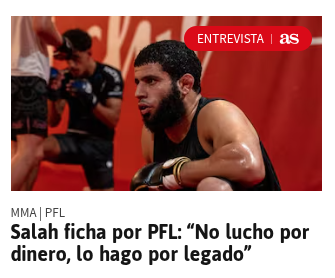 ENTREVISTA | as
MMA | PFL
Salah ficha por PFL: “No lucho por
dinero, lo hago por legado”